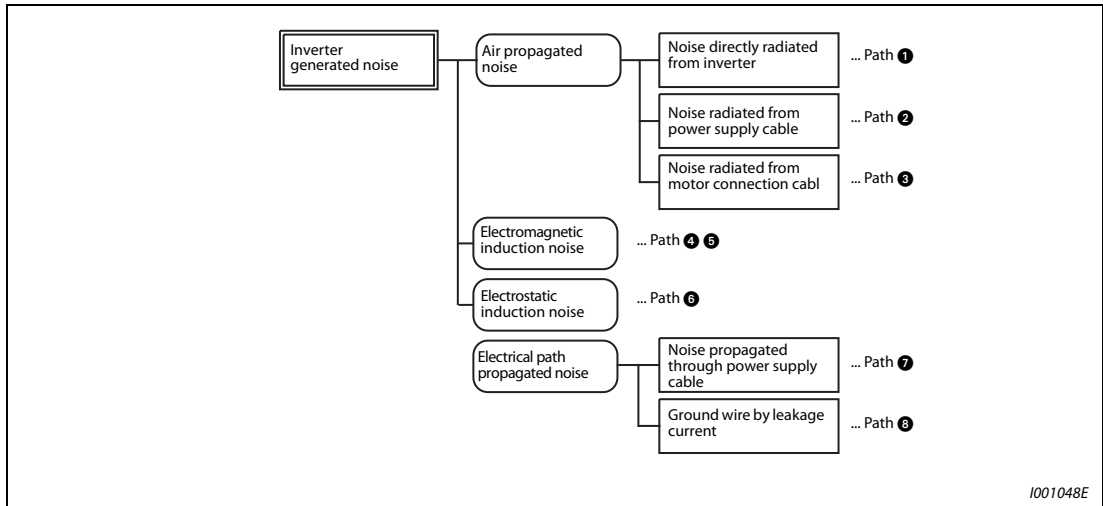 Inverter
generated noise
Air propagated
noise
Noise directly radiated
from inverter
... Path ❶
Noise radiated from
power supply cable
... Path ❷
Noise radiated from
motor connection cabl
... Path ❸
Electromagnetic
induction noise
... Path ❹ ❺
Electrostatic
induction noise
... Path ❻
Electrical path
propagated noise
Noise propagated
through power supply
cable
... Path ❼
Ground wire by leakage
current
... Path ❽
I001048E